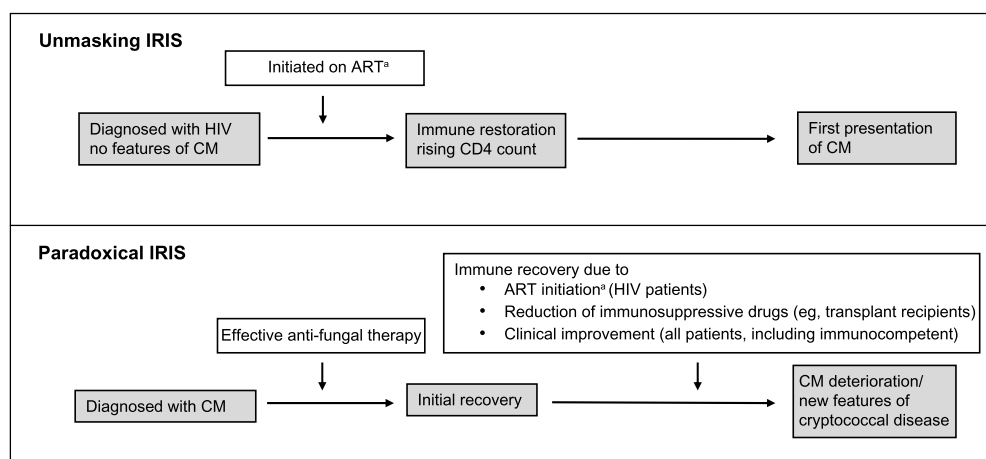 Unmasking IRIS
Initiated on ARTᵃ
Diagnosed with HIV
no features of CM
Immune restoration
rising CD4 count
First presentation
of CM
Paradoxical IRIS
Immune recovery due to
• ART initiationᵃ (HIV patients)
• Reduction of immunosuppressive drugs (eg, transplant recipients)
• Clinical improvement (all patients, including immunocompetent)
Effective anti-fungal therapy
Diagnosed with CM
Initial recovery
CM deterioration/
new features of
cryptococcal disease